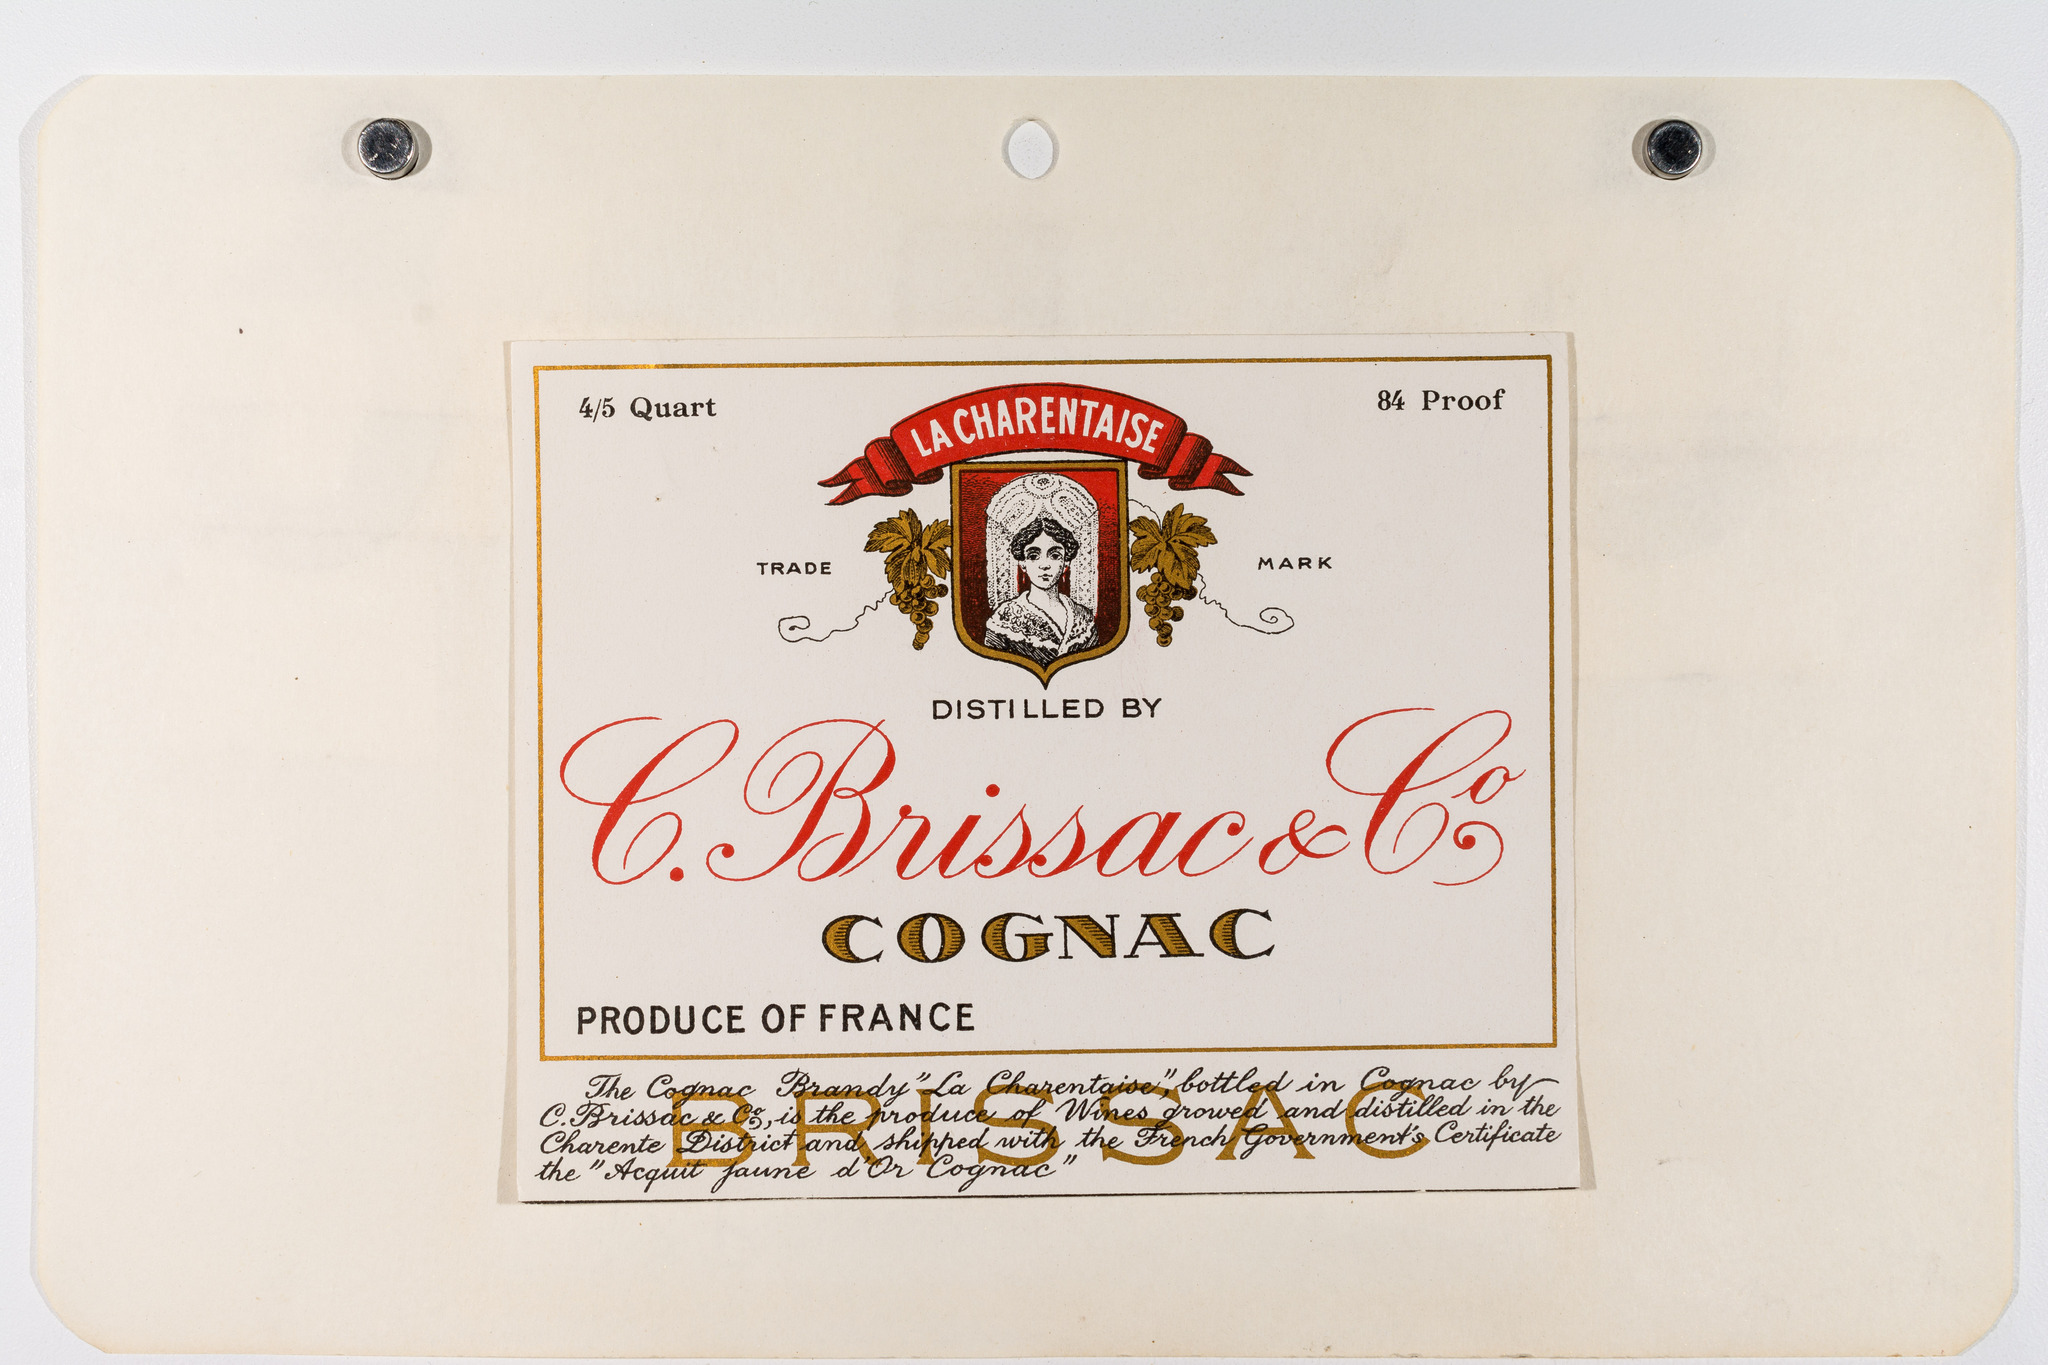 4/5 Quart
84 Proof
LA CHARENTAISE
TRADE MARK
DISTILLED BY
C. Brissac & Co
COGNAC
PRODUCE OF FRANCE
BRISSAC
The Cognac Brandy "La Charentaise", bottled in Cognac by
C. Brissac & Co, is the produce of Wines growed and distilled in the
Charente District and shipped with the French Government's Certificate
the "Acquit Jaune d'Or Cognac"